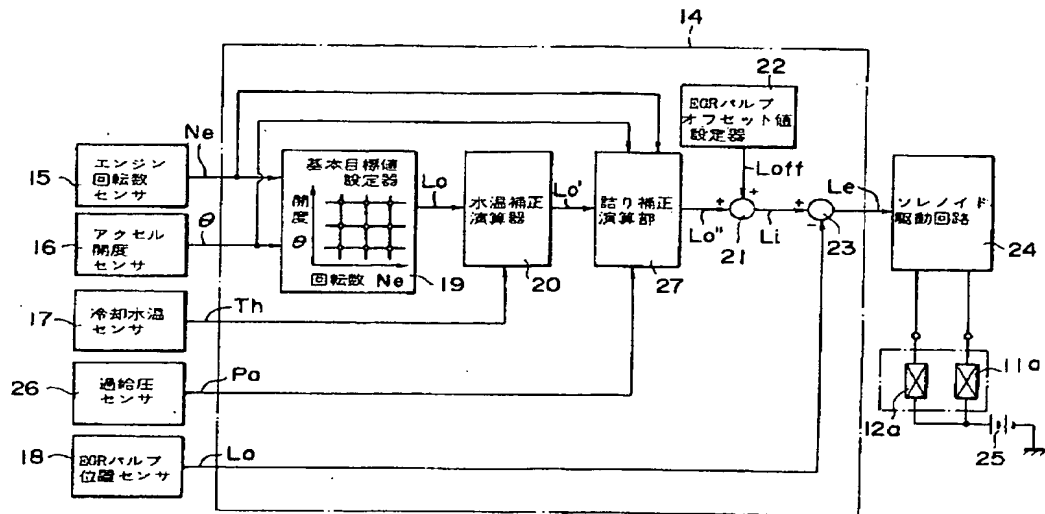 14
22
EGRバルブ
オフセット値
設定器
Ne
15
エンジン
回転数
センサ
基本目標値
設定器
開
度
θ
回転数 Ne
19
Lo
水温補正
演算器
20
Lo'
詰り補正
演算部
27
Loff
+
+
Lo"
21
Li
+
-
23
Le
ソレノイド
駆動回路
24
θ
16
アクセル
開度
センサ
17
冷却水温
センサ
Th
26
過給圧
センサ
Pa
18
EGRバルブ
位置センサ
La
12a
11a
25